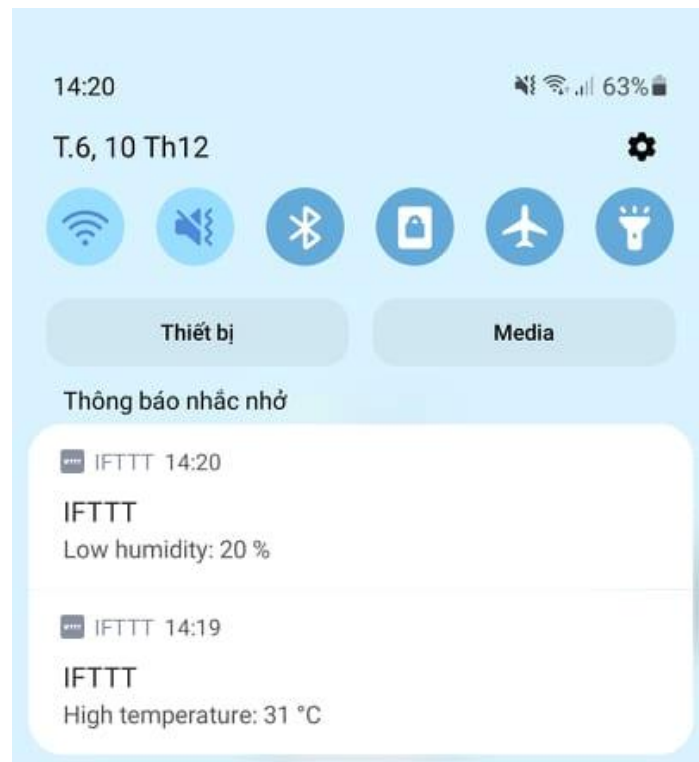 14:20 63%
T.6, 10 Th12
Thiết bị Media
Thông báo nhắc nhở
IFTTT 14:20
IFTTT
Low humidity: 20 %
IFTTT 14:19
IFTTT
High temperature: 31 °C